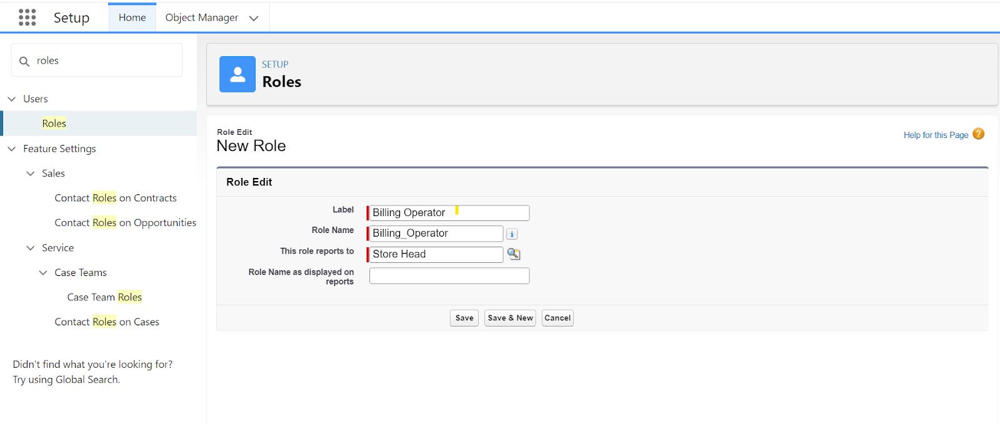 Setup
Home
Object Manager
roles
Users
Roles
Feature Settings
Sales
Contact Roles on Contracts
Contact Roles on Opportunities
Service
Case Teams
Case Team Roles
Contact Roles on Cases
Didn't find what you're looking for?
Try using Global Search.
SETUP
Roles
Role Edit
New Role
Help for this Page ?
Role Edit
Label
Billing Operator
Role Name
Billing_Operator
i
This role reports to
Store Head
Role Name as displayed on
reports
Save
Save & New
Cancel